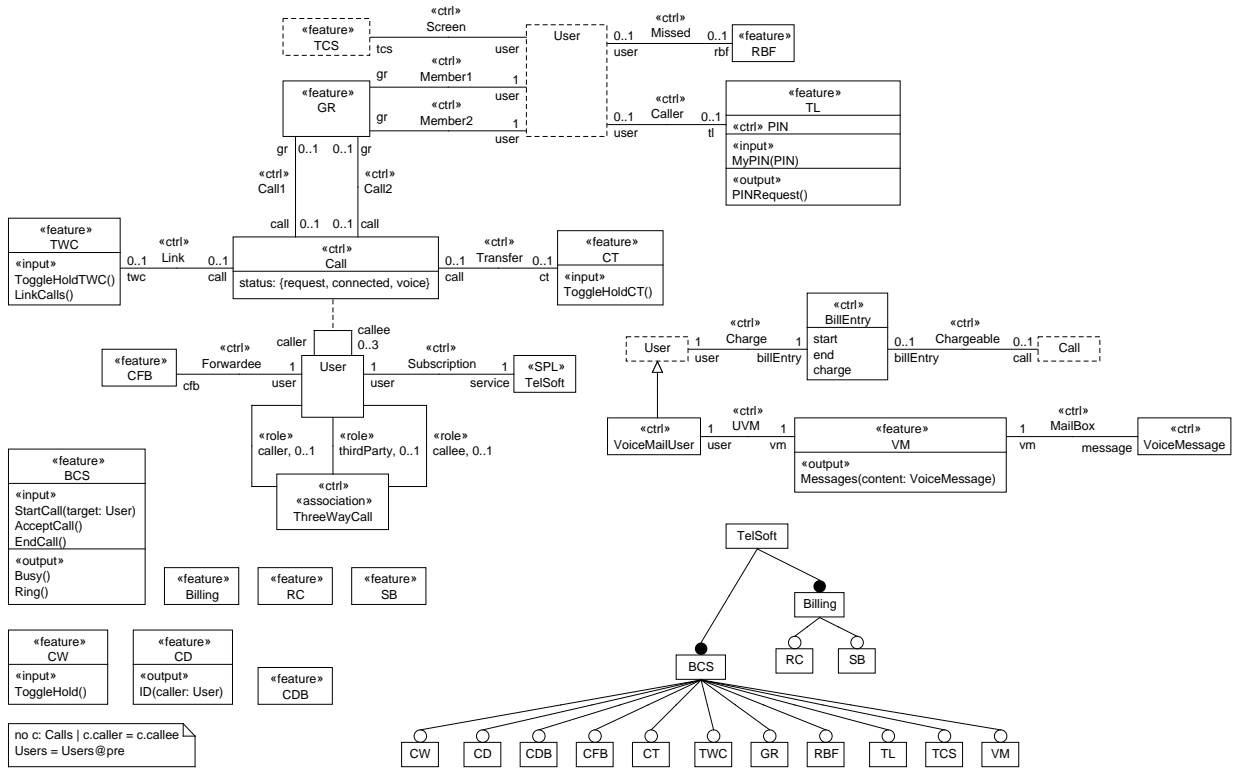 «feature»
TCS
«ctrl»
Screen
tcs
user
User
«ctrl»
Missed
0..1
0..1
user
rbf
«feature»
RBF
«feature»
GR
gr
«ctrl»
Member1
1
user
gr
«ctrl»
Member2
1
user
«ctrl»
Caller
0..1
0..1
user
tl
«feature»
TL
«ctrl» PIN
«input»
MyPIN(PIN)
«output»
PINRequest()
gr
0..1
0..1
gr
«ctrl»
Call1
«ctrl»
Call2
call
0..1
0..1
call
«feature»
TWC
«input»
ToggleHoldTWC()
LinkCalls()
«ctrl»
Link
0..1
0..1
twc
call
«ctrl»
Call
status: {request, connected, voice}
«ctrl»
Transfer
0..1
0..1
call
ct
«feature»
CT
«input»
ToggleHoldCT()
caller
callee
0..3
User
«feature»
CFB
«ctrl»
Forwardee
1
cfb
user
«ctrl»
Subscription
1
1
user
service
«SPL»
TelSoft
«role»
caller, 0..1
«role»
thirdParty, 0..1
«role»
callee, 0..1
«ctrl»
«association»
ThreeWayCall
User
«ctrl»
Charge
1
1
user
billEntry
«ctrl»
BillEntry
start
end
charge
«ctrl»
Chargeable
0..1
0..1
billEntry
call
Call
«ctrl»
VoiceMailUser
«ctrl»
UVM
1
1
user
vm
«feature»
VM
«output»
Messages(content: VoiceMessage)
«ctrl»
MailBox
1
vm
message
«ctrl»
VoiceMessage
«feature»
BCS
«input»
StartCall(target: User)
AcceptCall()
EndCall()
«output»
Busy()
Ring()
«feature»
Billing
«feature»
RC
«feature»
SB
«feature»
CW
«input»
ToggleHold()
«feature»
CD
«output»
ID(caller: User)
«feature»
CDB
no c: Calls | c.caller = c.callee
Users = Users@pre
TelSoft
Billing
RC
SB
BCS
CW
CD
CDB
CFB
CT
TWC
GR
RBF
TL
TCS
VM